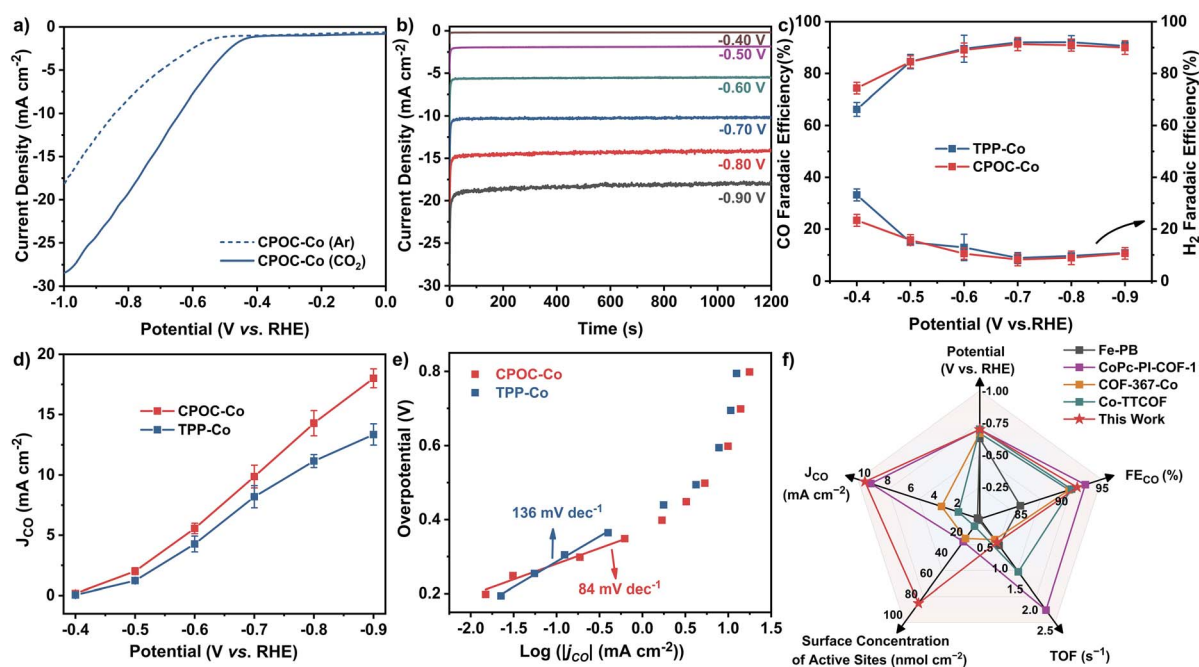 a)
Current Density (mA cm⁻²)
0
-5
-10
-15
-20
-25
-30
CPOC-Co (Ar)
CPOC-Co (CO₂)
-1.0 -0.8 -0.6 -0.4 -0.2 0.0
Potential (V vs. RHE)
b)
Current Density (mA cm⁻²)
0
-5
-10
-15
-20
-25
-30
-0.40 V
-0.50 V
-0.60 V
-0.70 V
-0.80 V
-0.90 V
0 200 400 600 800 1000 1200
Time (s)
c)
CO Faradaic Efficiency(%)
100
80
60
40
20
0
TPP-Co
CPOC-Co
100
80
60
40
20
0
H₂ Faradaic Efficiency(%)
-0.4 -0.5 -0.6 -0.7 -0.8 -0.9
Potential (V vs.RHE)
d)
J_CO (mA cm⁻²)
20
15
10
5
0
CPOC-Co
TPP-Co
-0.4 -0.5 -0.6 -0.7 -0.8 -0.9
Potential (V vs. RHE)
e)
Overpotential (V)
0.8
0.6
0.4
0.2
CPOC-Co
TPP-Co
136 mV dec⁻¹
84 mV dec⁻¹
-2.0 -1.5 -1.0 -0.5 0.0 0.5 1.0 1.5
Log (|j_CO| (mA cm⁻²))
f)
Potential
(V vs. RHE)
-1.00
-0.75
-0.50
-0.25
Fe-PB
CoPc-PI-COF-1
COF-367-Co
Co-TTCOF
This Work
J_CO
(mA cm⁻²)
10
8
6
4
2
FE_CO (%)
95
90
85
20
40
60
80
100
0.5
1.0
1.5
2.0
2.5
Surface Concentration
of Active Sites (nmol cm⁻²)
TOF (s⁻¹)